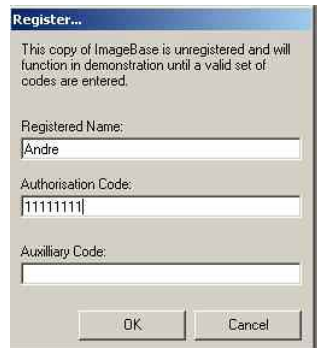 Register...
This copy of ImageBase is unregistered and will
function in demonstration until a valid set of
codes are entered.
Registered Name:
Andre
Authorisation Code:
11111111
Auxilliary Code:
OK Cancel